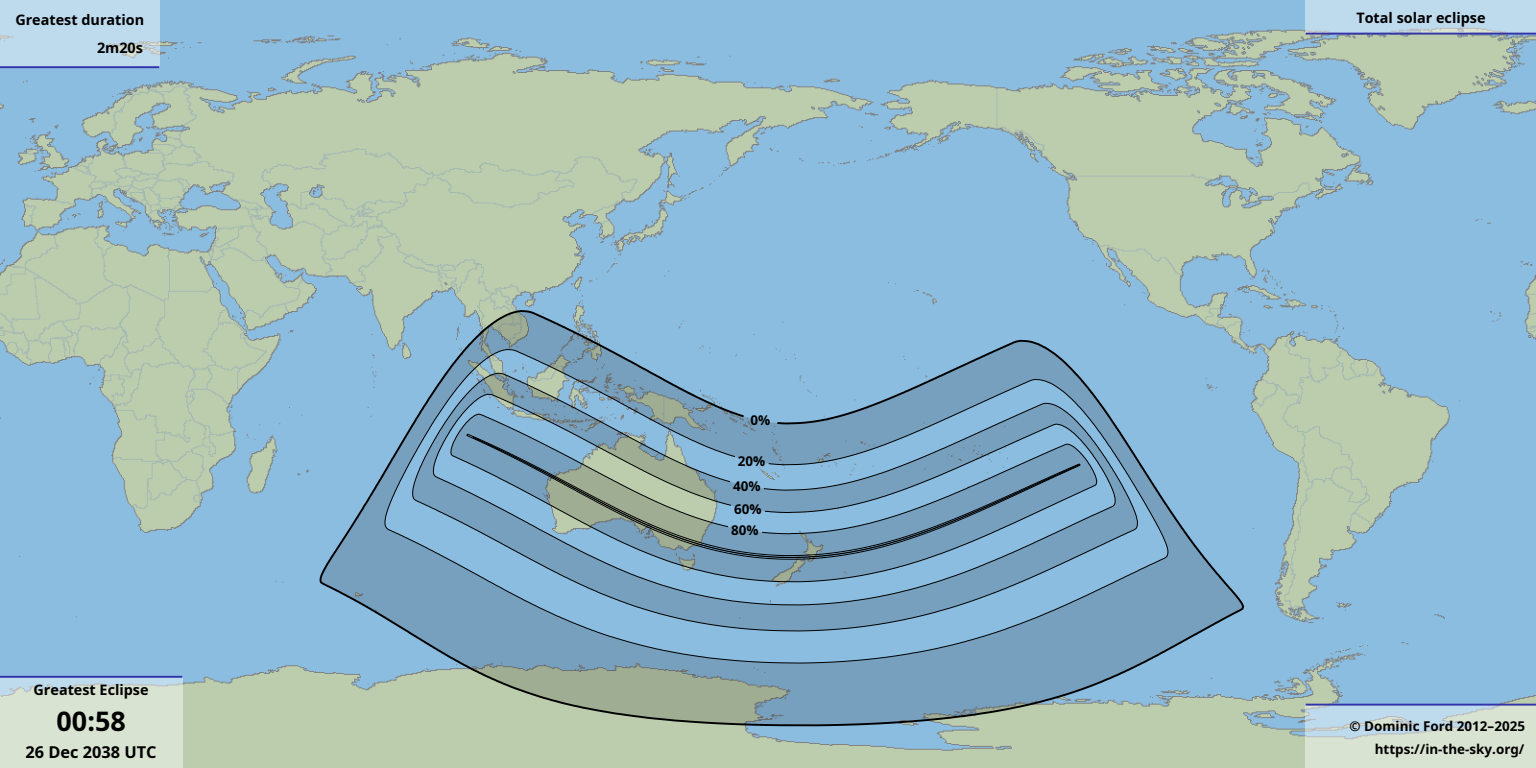 Greatest duration
2m20s
Total solar eclipse
0%
20%
40%
60%
80%
Greatest Eclipse
00:58
26 Dec 2038 UTC
© Dominic Ford 2012–2025
https://in-the-sky.org/